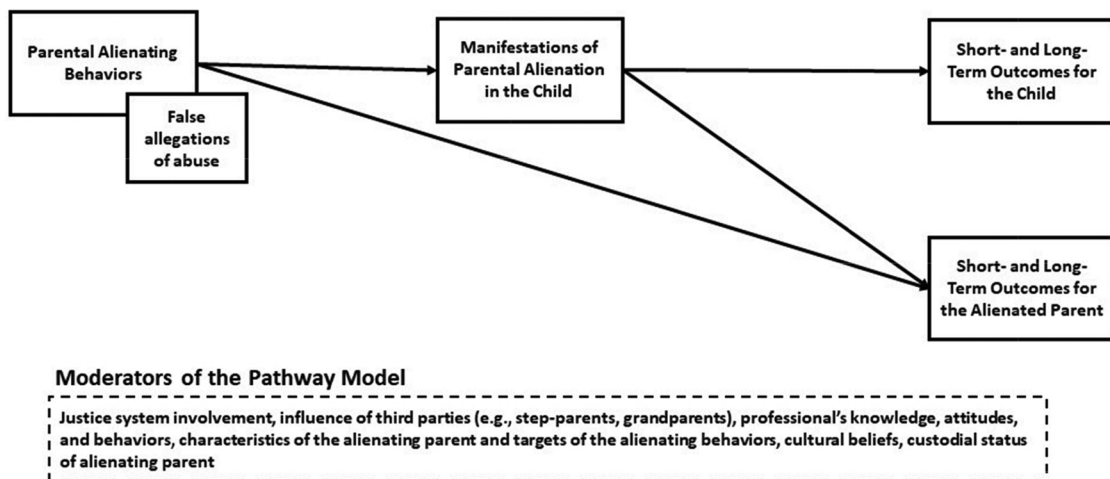 Parental Alienating
Behaviors
False
allegations
of abuse
Manifestations of
Parental Alienation
in the Child
Short- and Long-
Term Outcomes for
the Child
Short- and Long-
Term Outcomes for
the Alienated Parent
Moderators of the Pathway Model
Justice system involvement, influence of third parties (e.g., step-parents, grandparents), professional's knowledge, attitudes,
and behaviors, characteristics of the alienating parent and targets of the alienating behaviors, cultural beliefs, custodial status
of alienating parent